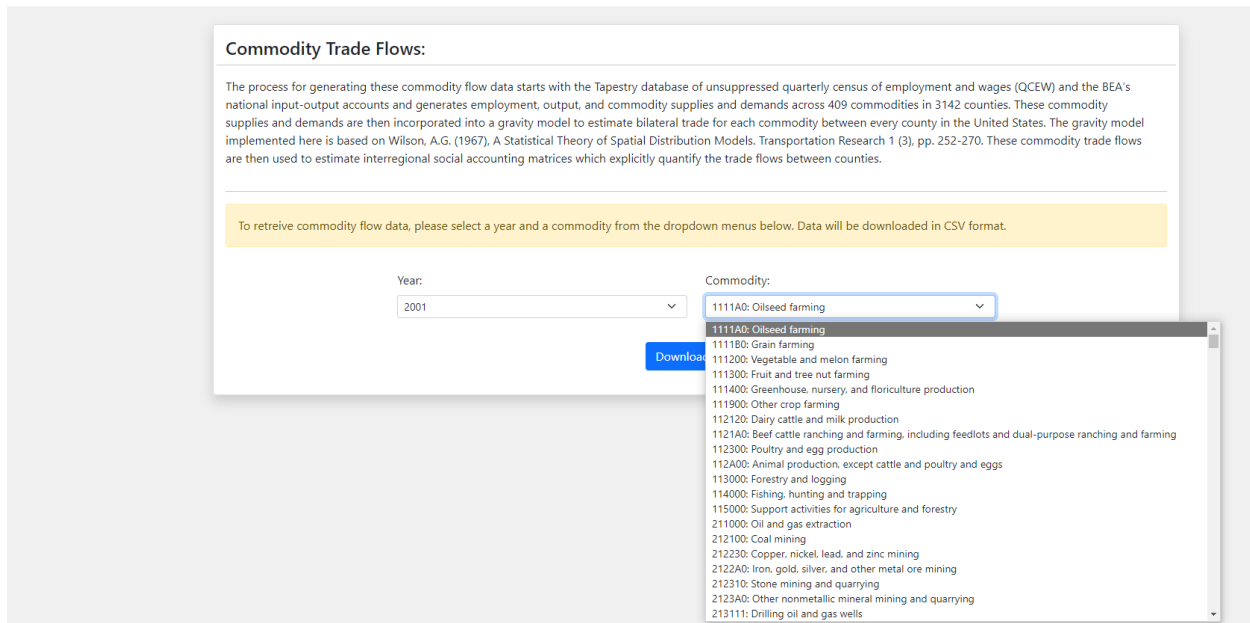 Commodity Trade Flows:
The process for generating these commodity flow data starts with the Tapestry database of unsuppressed quarterly census of employment and wages (QCEW) and the BEA's
national input-output accounts and generates employment, output, and commodity supplies and demands across 409 commodities in 3142 counties. These commodity
supplies and demands are then incorporated into a gravity model to estimate bilateral trade for each commodity between every county in the United States. The gravity model
implemented here is based on Wilson, A.G. (1967), A Statistical Theory of Spatial Distribution Models. Transportation Research 1 (3), pp. 252-270. These commodity trade flows
are then used to estimate interregional social accounting matrices which explicitly quantify the trade flows between counties.
To retreive commodity flow data, please select a year and a commodity from the dropdown menus below. Data will be downloaded in CSV format.
Year:
2001
Commodity:
1111A0: Oilseed farming
Download
1111A0: Oilseed farming
1111B0: Grain farming
111200: Vegetable and melon farming
111300: Fruit and tree nut farming
111400: Greenhouse, nursery, and floriculture production
111900: Other crop farming
112120: Dairy cattle and milk production
1121A0: Beef cattle ranching and farming, including feedlots and dual-purpose ranching and farming
112300: Poultry and egg production
112A00: Animal production, except cattle and poultry and eggs
113000: Forestry and logging
114000: Fishing, hunting and trapping
115000: Support activities for agriculture and forestry
211000: Oil and gas extraction
212100: Coal mining
212230: Copper, nickel, lead, and zinc mining
2122A0: Iron, gold, silver, and other metal ore mining
212310: Stone mining and quarrying
2123A0: Other nonmetallic mineral mining and quarrying
213111: Drilling oil and gas wells